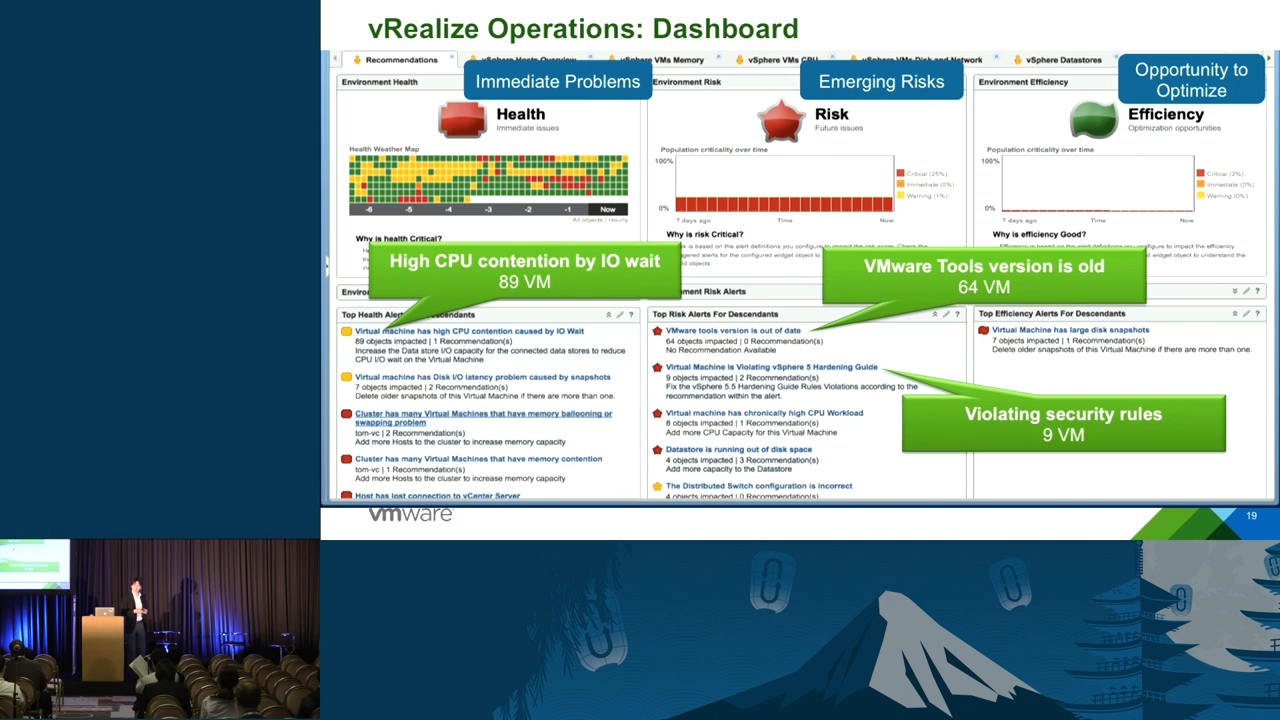 vRealize Operations: Dashboard
Recommendations
vSphere Hosts Overview
vSphere VMs Memory
vSphere VMs CPU
vSphere VMs Disk and Network
vSphere Datastores
Environment Health
Immediate Problems
Environment Risk
Emerging Risks
Environment Efficiency
Opportunity to
Optimize
Health
Immediate issues
Health Weather Map
-6 -5 -4 -3 -2 -1 Now
All objects | Hourly
Why is health Critical?
Risk
Future issues
Population criticality over time
100%
Critical (25%)
Immediate (0%)
Warning (1%)
0%
7 days ago Time Now
Why is risk Critical?
Efficiency
Optimization opportunities
Population criticality over time
100%
Critical (2%)
Immediate (0%)
Warning (0%)
0%
7 days ago Time Now
Why is efficiency Good?
High CPU contention by IO wait
89 VM
VMware Tools version is old
64 VM
Top Health
Virtual machine has high CPU contention caused by IO Wait
89 objects impacted | 1 Recommendation(s)
Increase the Data store I/O capacity for the connected data stores to reduce
CPU I/O wait on the Virtual Machine
Virtual machine has Disk I/O latency problem caused by snapshots
7 objects impacted | 2 Recommendation(s)
Delete older snapshots of this Virtual Machine if there are more than one.
Cluster has many Virtual Machines that have memory ballooning or
swapping problem
tom-vc | 2 Recommendation(s)
Add more Hosts to the cluster to increase memory capacity
Cluster has many Virtual Machines that have memory contention
tom-vc | 1 Recommendation(s)
Add more Hosts to the cluster to increase memory capacity
Host has lost connection to vCenter Server
Risk Alerts
Top Risk Alerts For Descendants
VMware tools version is out of date
64 objects impacted | 0 Recommendation(s)
No Recommendation Available
Virtual Machine is Violating vSphere 5 Hardening Guide
9 objects impacted | 2 Recommendation(s)
Fix the vSphere 5.5 Hardening Guide Rules Violations according to the
recommendation within the alert.
Virtual machine has chronically high CPU Workload
8 objects impacted | 1 Recommendation(s)
Add more CPU Capacity for this Virtual Machine
Datastore is running out of disk space
4 objects impacted | 3 Recommendation(s)
Add more capacity to the Datastore
The Distributed Switch configuration is incorrect
4 objects impacted | 0 Recommendation(s)
Top Efficiency Alerts For Descendants
Virtual Machine has large disk snapshots
7 objects impacted | 1 Recommendation(s)
Delete older snapshots of this Virtual Machine if there are more than one.
Violating security rules
9 VM
vmware
19